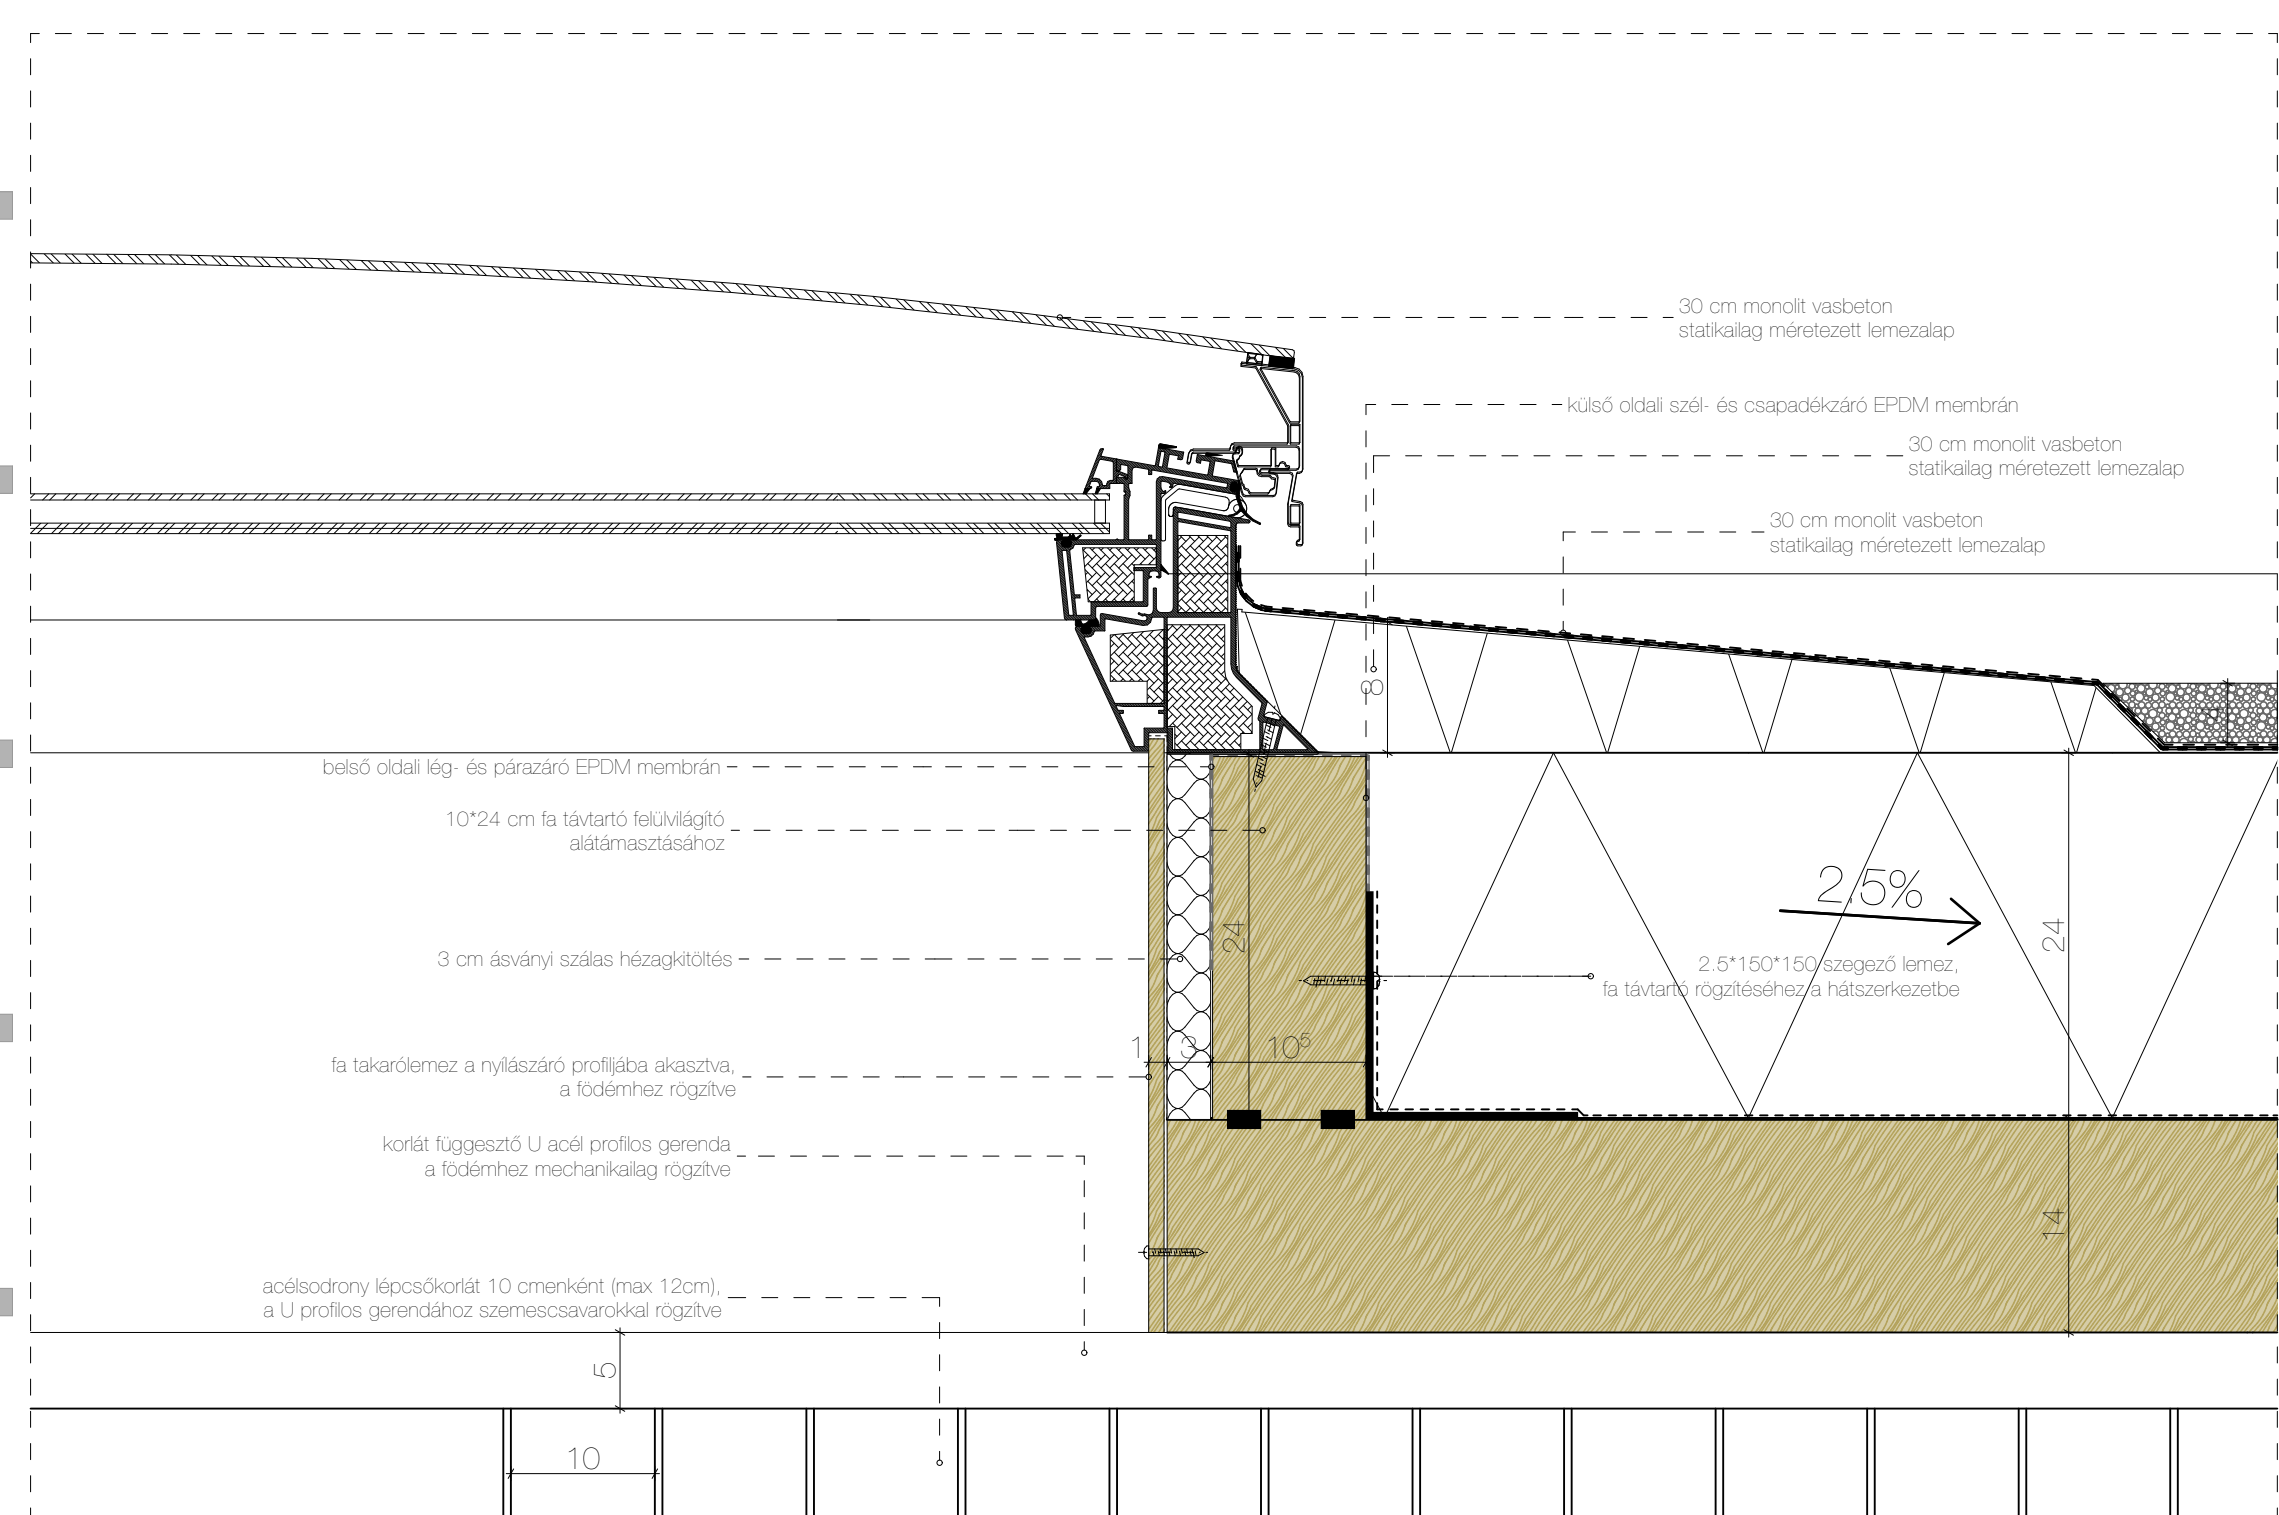 30 cm monolit vasbeton
statikailag méretezett lemezalap
külső oldali szél- és csapadékzáró EPDM membrán
30 cm monolit vasbeton
statikailag méretezett lemezalap
30 cm monolit vasbeton
statikailag méretezett lemezalap
8
4
belső oldali lég- és párazáró EPDM membrán
10*24 cm fa távtartó felülvilágító
alátámasztásához
2,5%
24
24
3 cm ásványi szálas hézagkitöltés
2.5*150*150 szegező lemez,
fa távtartó rögzítéséhez a hátszerkezetbe
1 3 10⁵
fa takarólemez a nyílászáró profiljába akasztva,
a födémhez rögzítve
korlát függesztő U acél profilos gerenda
a födémhez mechanikailag rögzítve
14
acélsodrony lépcsőkorlát 10 cmenként (max 12cm),
a U profilos gerendához szemescsavarokkal rögzítve
5
10